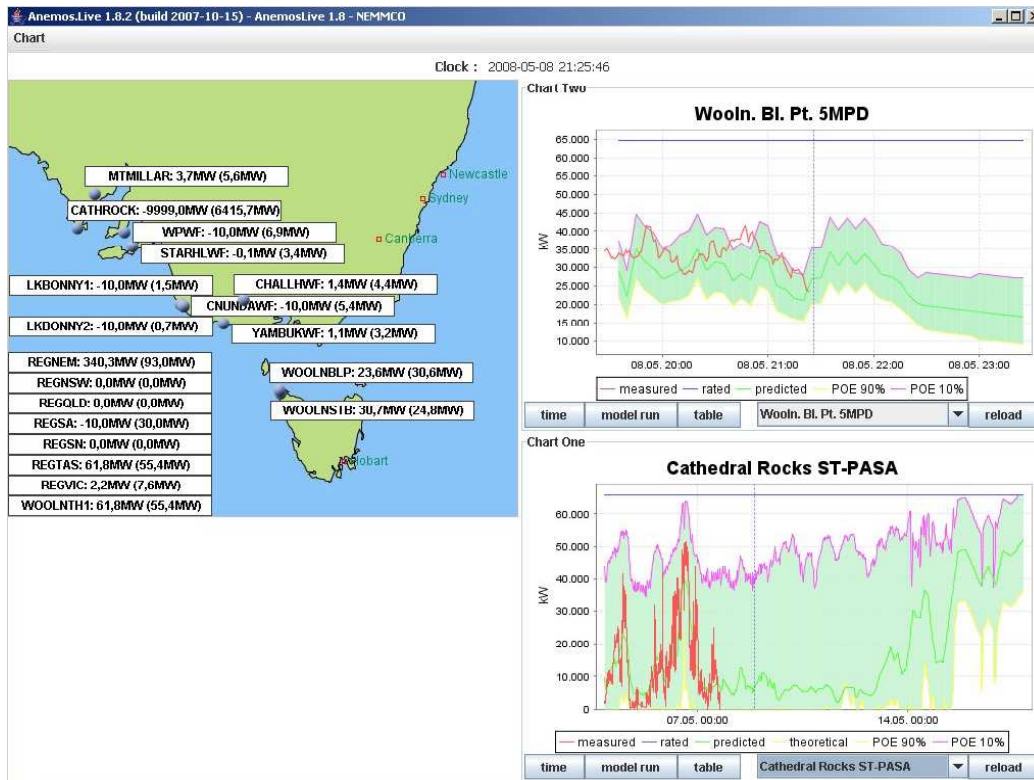 Anemos.Live 1.8.2 (build 2007-10-15) - AnemosLive 1.8 - NEMMCO
Chart
Clock : 2008-05-08 21:25:46
MTMILLAR: 3,7MW (5,6MW)
CATHROCK: -9999,0MW (6415,7MW)
WPWF: -10,0MW (6,9MW)
STARHLWF: -0,1MW (3,4MW)
Newcastle
Sydney
Canberra
LKBONNY1: -10,0MW (1,5MW)
CHALLHWF: 1,4MW (4,4MW)
CNUNDAWF: -10,0MW (5,4MW)
LKBONNY2: -10,0MW (0,7MW)
YAMBUKWF: 1,1MW (3,2MW)
REGNEM: 340,3MW (93,0MW)
REGNSW: 0,0MW (0,0MW)
REGQLD: 0,0MW (0,0MW)
REGSA: -10,0MW (30,0MW)
REGSN: 0,0MW (0,0MW)
REGTAS: 61,8MW (55,4MW)
REGVIC: 2,2MW (7,6MW)
WOOLNTH1: 61,8MW (55,4MW)
WOOLNBLP: 23,6MW (30,6MW)
WOOLNSTB: 38,7MW (24,8MW)
Hobart
Chart Two
Wooln. Bl. Pt. 5MPD
65.000
60.000
55.000
50.000
45.000
40.000
35.000
30.000
25.000
20.000
15.000
10.000
kW
08.05. 20:00 08.05. 21:00 08.05. 22:00 08.05. 23:00
measured rated predicted POE 90% POE 10%
time model run table Wooln. Bl. Pt. 5MPD reload
Chart One
Cathedral Rocks ST-PASA
60.000
50.000
40.000
30.000
20.000
10.000
0
kW
07.05. 00:00 14.05. 00:00
measured rated predicted theoretical POE 90% POE 10%
time model run table Cathedral Rocks ST-PASA reload